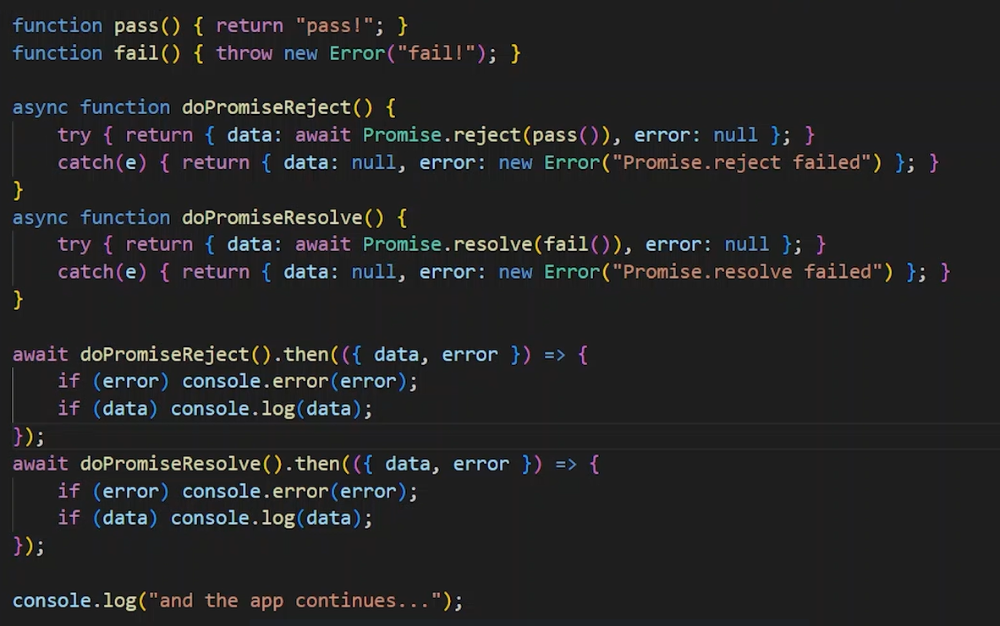 function pass() { return "pass!"; }
function fail() { throw new Error("fail!"); }

async function doPromiseReject() {
    try { return { data: await Promise.reject(pass()), error: null }; }
    catch(e) { return { data: null, error: new Error("Promise.reject failed") }; }
}
async function doPromiseResolve() {
    try { return { data: await Promise.resolve(fail()), error: null }; }
    catch(e) { return { data: null, error: new Error("Promise.resolve failed") }; }
}

await doPromiseReject().then(({ data, error }) => {
    if (error) console.error(error);
    if (data) console.log(data);
});
await doPromiseResolve().then(({ data, error }) => {
    if (error) console.error(error);
    if (data) console.log(data);
});

console.log("and the app continues...");